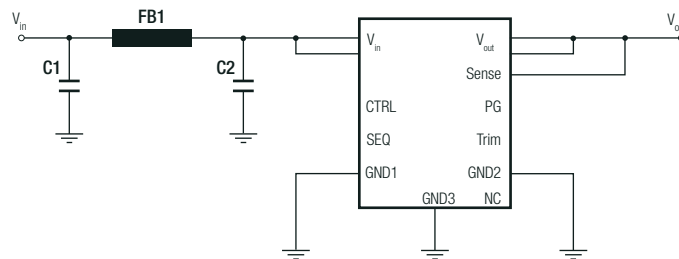 Vin
FB1
C1
C2
Vin
Vout
Vo
Sense
CTRL
PG
SEQ
Trim
GND1
GND2
GND3
NC